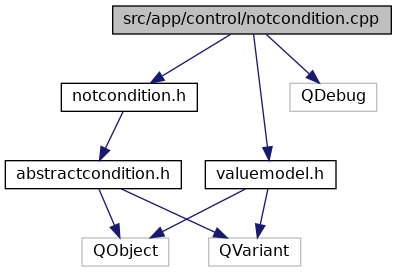 src/app/control/notcondition.cpp
notcondition.h
QDebug
abstractcondition.h
valuemodel.h
QObject
QVariant